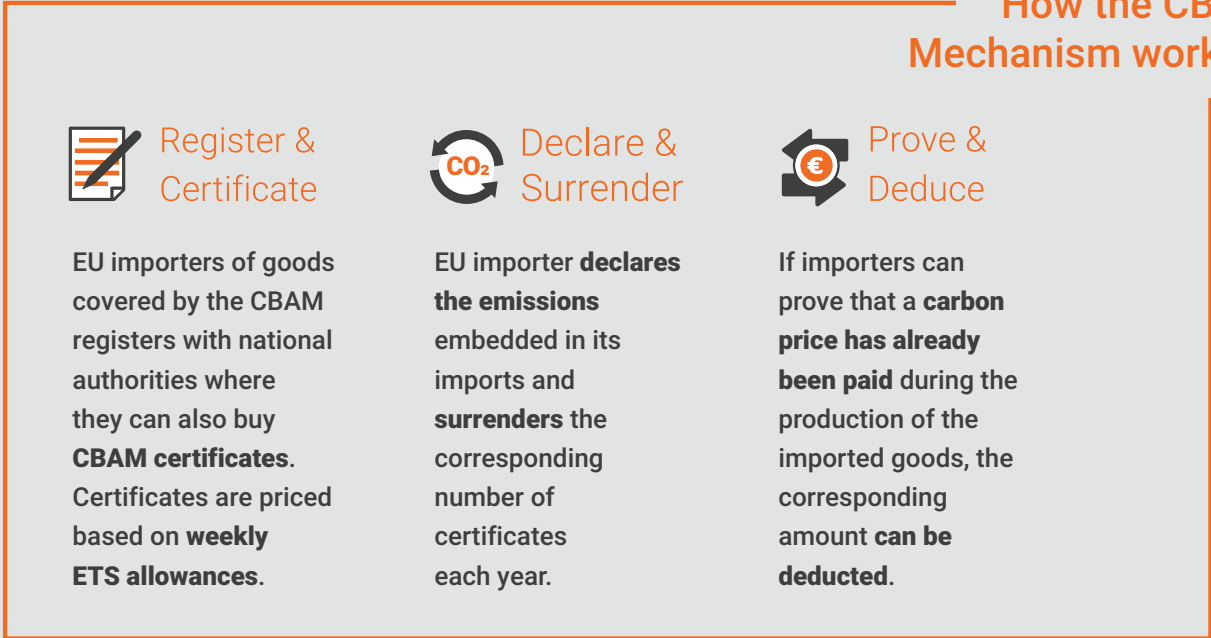 How the CB
Mechanism work
Register &
Certificate
EU importers of goods
covered by the CBAM
registers with national
authorities where
they can also buy
CBAM certificates.
Certificates are priced
based on weekly
ETS allowances.
CO₂
Declare &
Surrender
EU importer declares
the emissions
embedded in its
imports and
surrenders the
corresponding
number of
certificates
each year.
€
Prove &
Deduce
If importers can
prove that a carbon
price has already
been paid during the
production of the
imported goods, the
corresponding
amount can be
deducted.